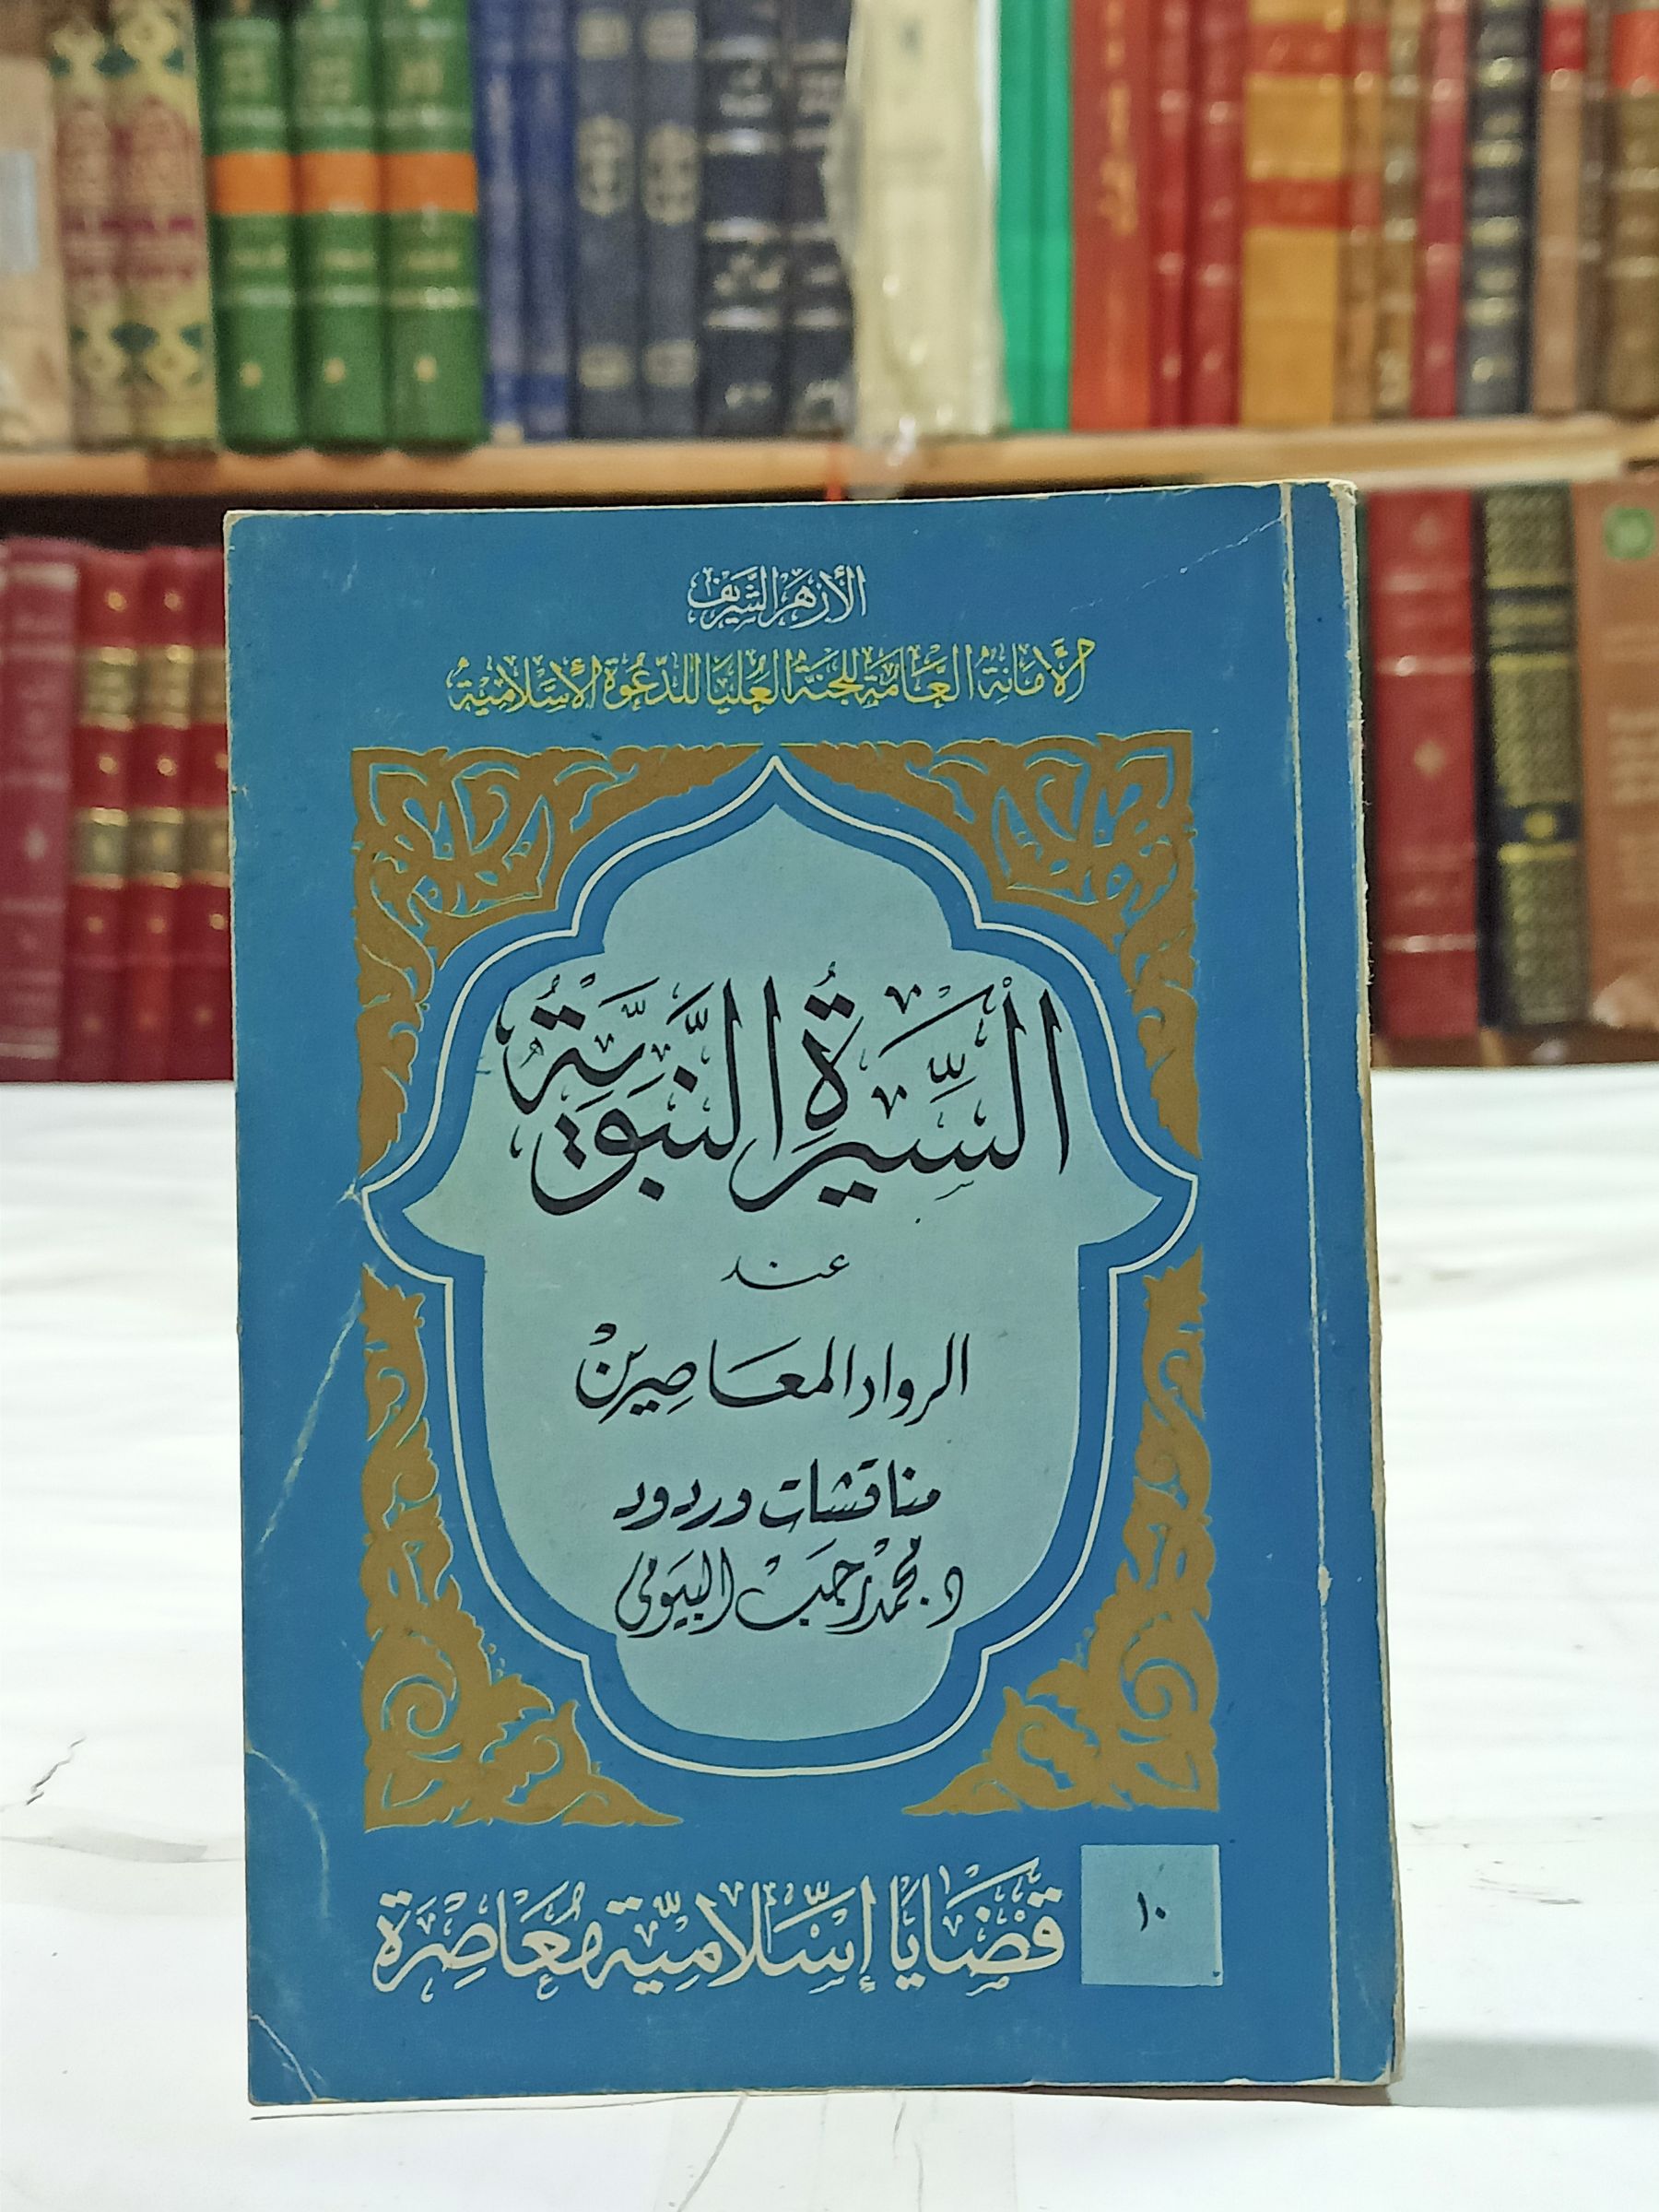 الأزهر الشريف
الأمانة العامة للجنة العليا للدعوة الإسلامية
السيرة النبوية
عند
الرواد المعاصرين
مناقشات وردود
د. محمد رجب البيومي
١٠
قضايا إسلامية معاصرة